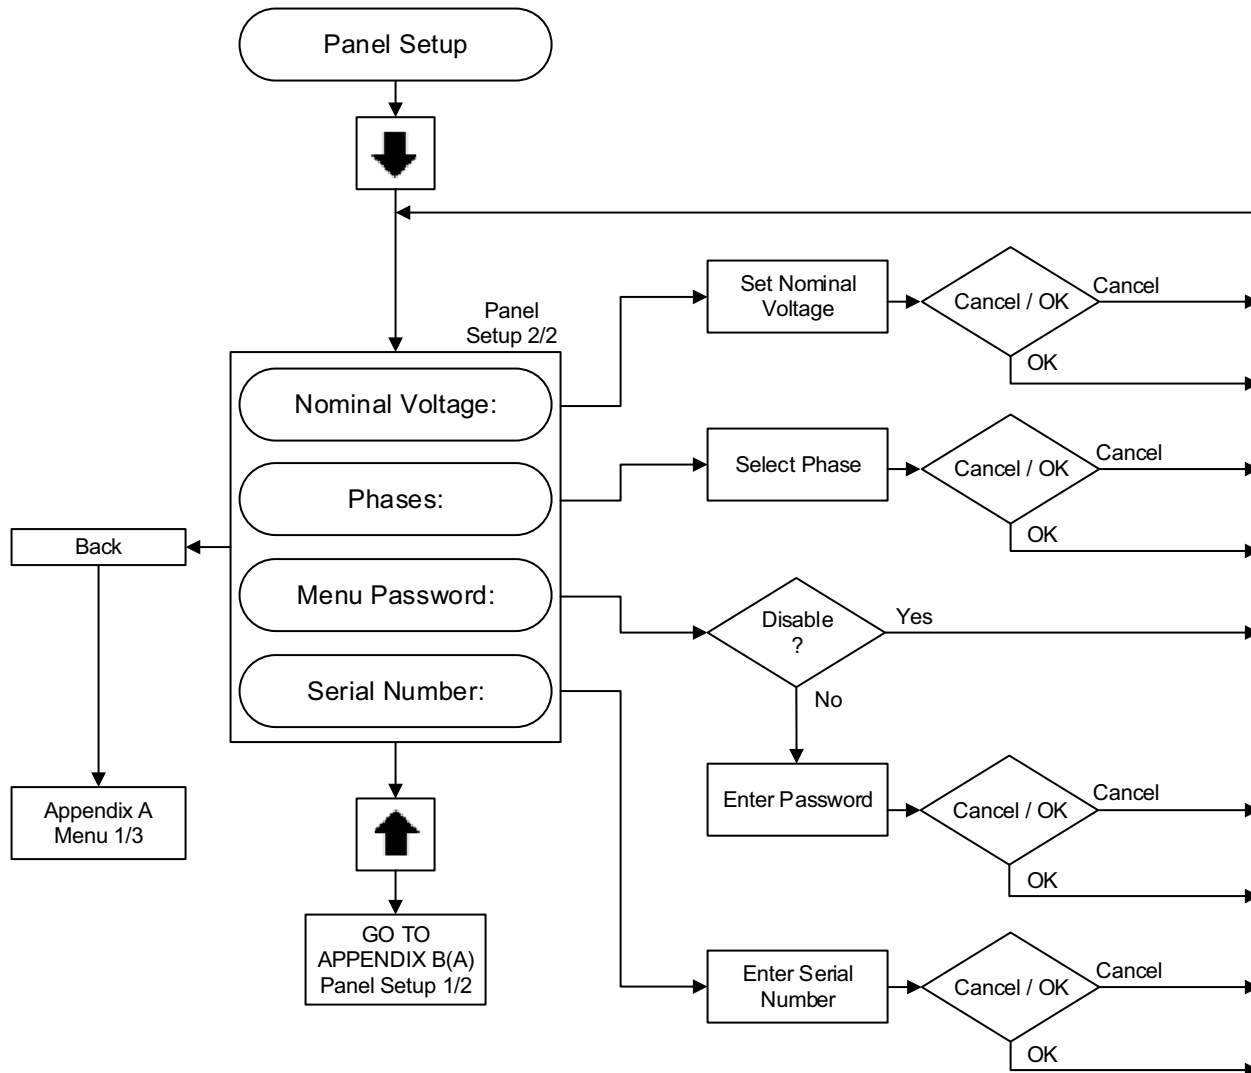 Panel Setup
Panel
Setup 2/2
Set Nominal
Voltage
Cancel / OK
Cancel
OK
Nominal Voltage:
Select Phase
Cancel / OK
Cancel
OK
Phases:
Back
Menu Password:
Disable
?
Yes
No
Serial Number:
Enter Password
Cancel / OK
Cancel
OK
Appendix A
Menu 1/3
GO TO
APPENDIX B(A)
Panel Setup 1/2
Enter Serial
Number
Cancel / OK
Cancel
OK